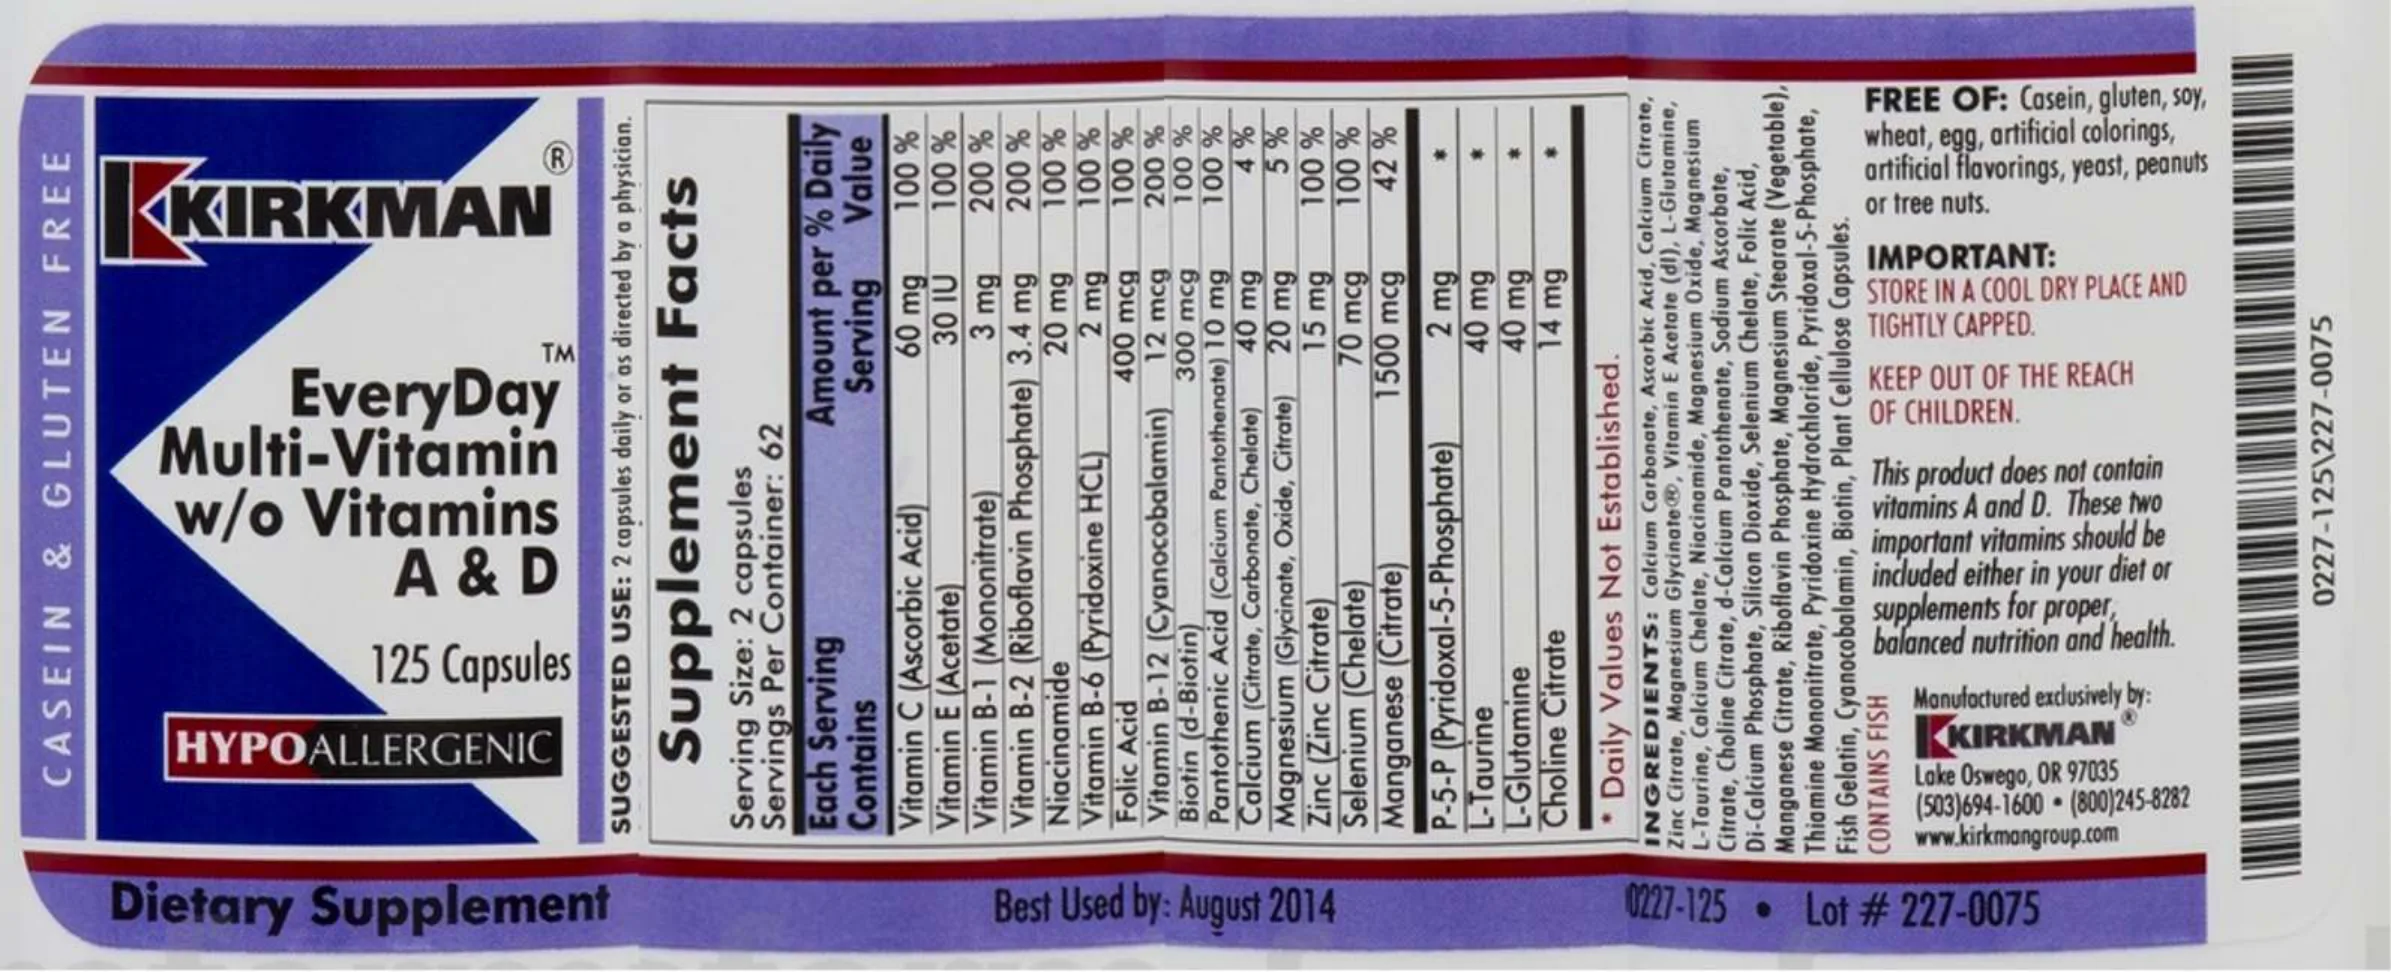 CASEIN & GLUTEN FREE
KIRKMAN®
EveryDay™
Multi-Vitamin
w/o Vitamins
A & D
125 Capsules
HYPOALLERGENIC
Dietary Supplement
SUGGESTED USE: 2 capsules daily or as directed by a physician.
Supplement Facts
Serving Size: 2 capsules
Servings Per Container: 62
Each Serving Contains Amount per Serving % Daily Value
Vitamin C (Ascorbic Acid) 60 mg 100 %
Vitamin E (Acetate) 30 IU 100 %
Vitamin B-1 (Mononitrate) 3 mg 200 %
Vitamin B-2 (Riboflavin Phosphate) 3.4 mg 200 %
Niacinamide 20 mg 100 %
Vitamin B-6 (Pyridoxine HCL) 2 mg 100 %
Folic Acid 400 mcg 100 %
Vitamin B-12 (Cyanocobalamin) 12 mcg 200 %
Biotin (d-Biotin) 300 mcg 100 %
Pantothenic Acid (Calcium Pantothenate) 10 mg 100 %
Calcium (Citrate, Carbonate, Chelate) 40 mg 4 %
Magnesium (Glycinate, Oxide, Citrate) 20 mg 5 %
Zinc (Zinc Citrate) 15 mg 100 %
Selenium (Chelate) 70 mcg 100 %
Manganese (Citrate) 1500 mcg 42 %
P-5-P (Pyridoxal-5-Phosphate) 2 mg *
L-Taurine 40 mg *
L-Glutamine 40 mg *
Choline Citrate 14 mg *
* Daily Values Not Established.
INGREDIENTS: Calcium Carbonate, Ascorbic Acid, Calcium Citrate,
Zinc Citrate, Magnesium Glycinate®, Vitamin E Acetate (dl), L-Glutamine,
L-Taurine, Calcium Chelate, Niacinamide, Magnesium Oxide, Magnesium
Citrate, Choline Citrate, d-Calcium Pantothenate, Sodium Ascorbate,
Di-Calcium Phosphate, Silicon Dioxide, Selenium Chelate, Folic Acid,
Manganese Citrate, Riboflavin Phosphate, Magnesium Stearate (Vegetable),
Thiamine Mononitrate, Pyridoxine Hydrochloride, Pyridoxal-5-Phosphate,
Fish Gelatin, Cyanocobalamin, Biotin, Plant Cellulose Capsules.
CONTAINS FISH
FREE OF: Casein, gluten, soy,
wheat, egg, artificial colorings,
artificial flavorings, yeast, peanuts
or tree nuts.
IMPORTANT:
STORE IN A COOL DRY PLACE AND
TIGHTLY CAPPED.
KEEP OUT OF THE REACH
OF CHILDREN.
This product does not contain
vitamins A and D. These two
important vitamins should be
included either in your diet or
supplements for proper,
balanced nutrition and health.
Manufactured exclusively by:
KIRKMAN®
Lake Oswego, OR 97035
(503)694-1600 • (800)245-8282
www.kirkmangroup.com
Best Used by: August 2014
0227-125 • Lot # 227-0075
0227-125\227-0075